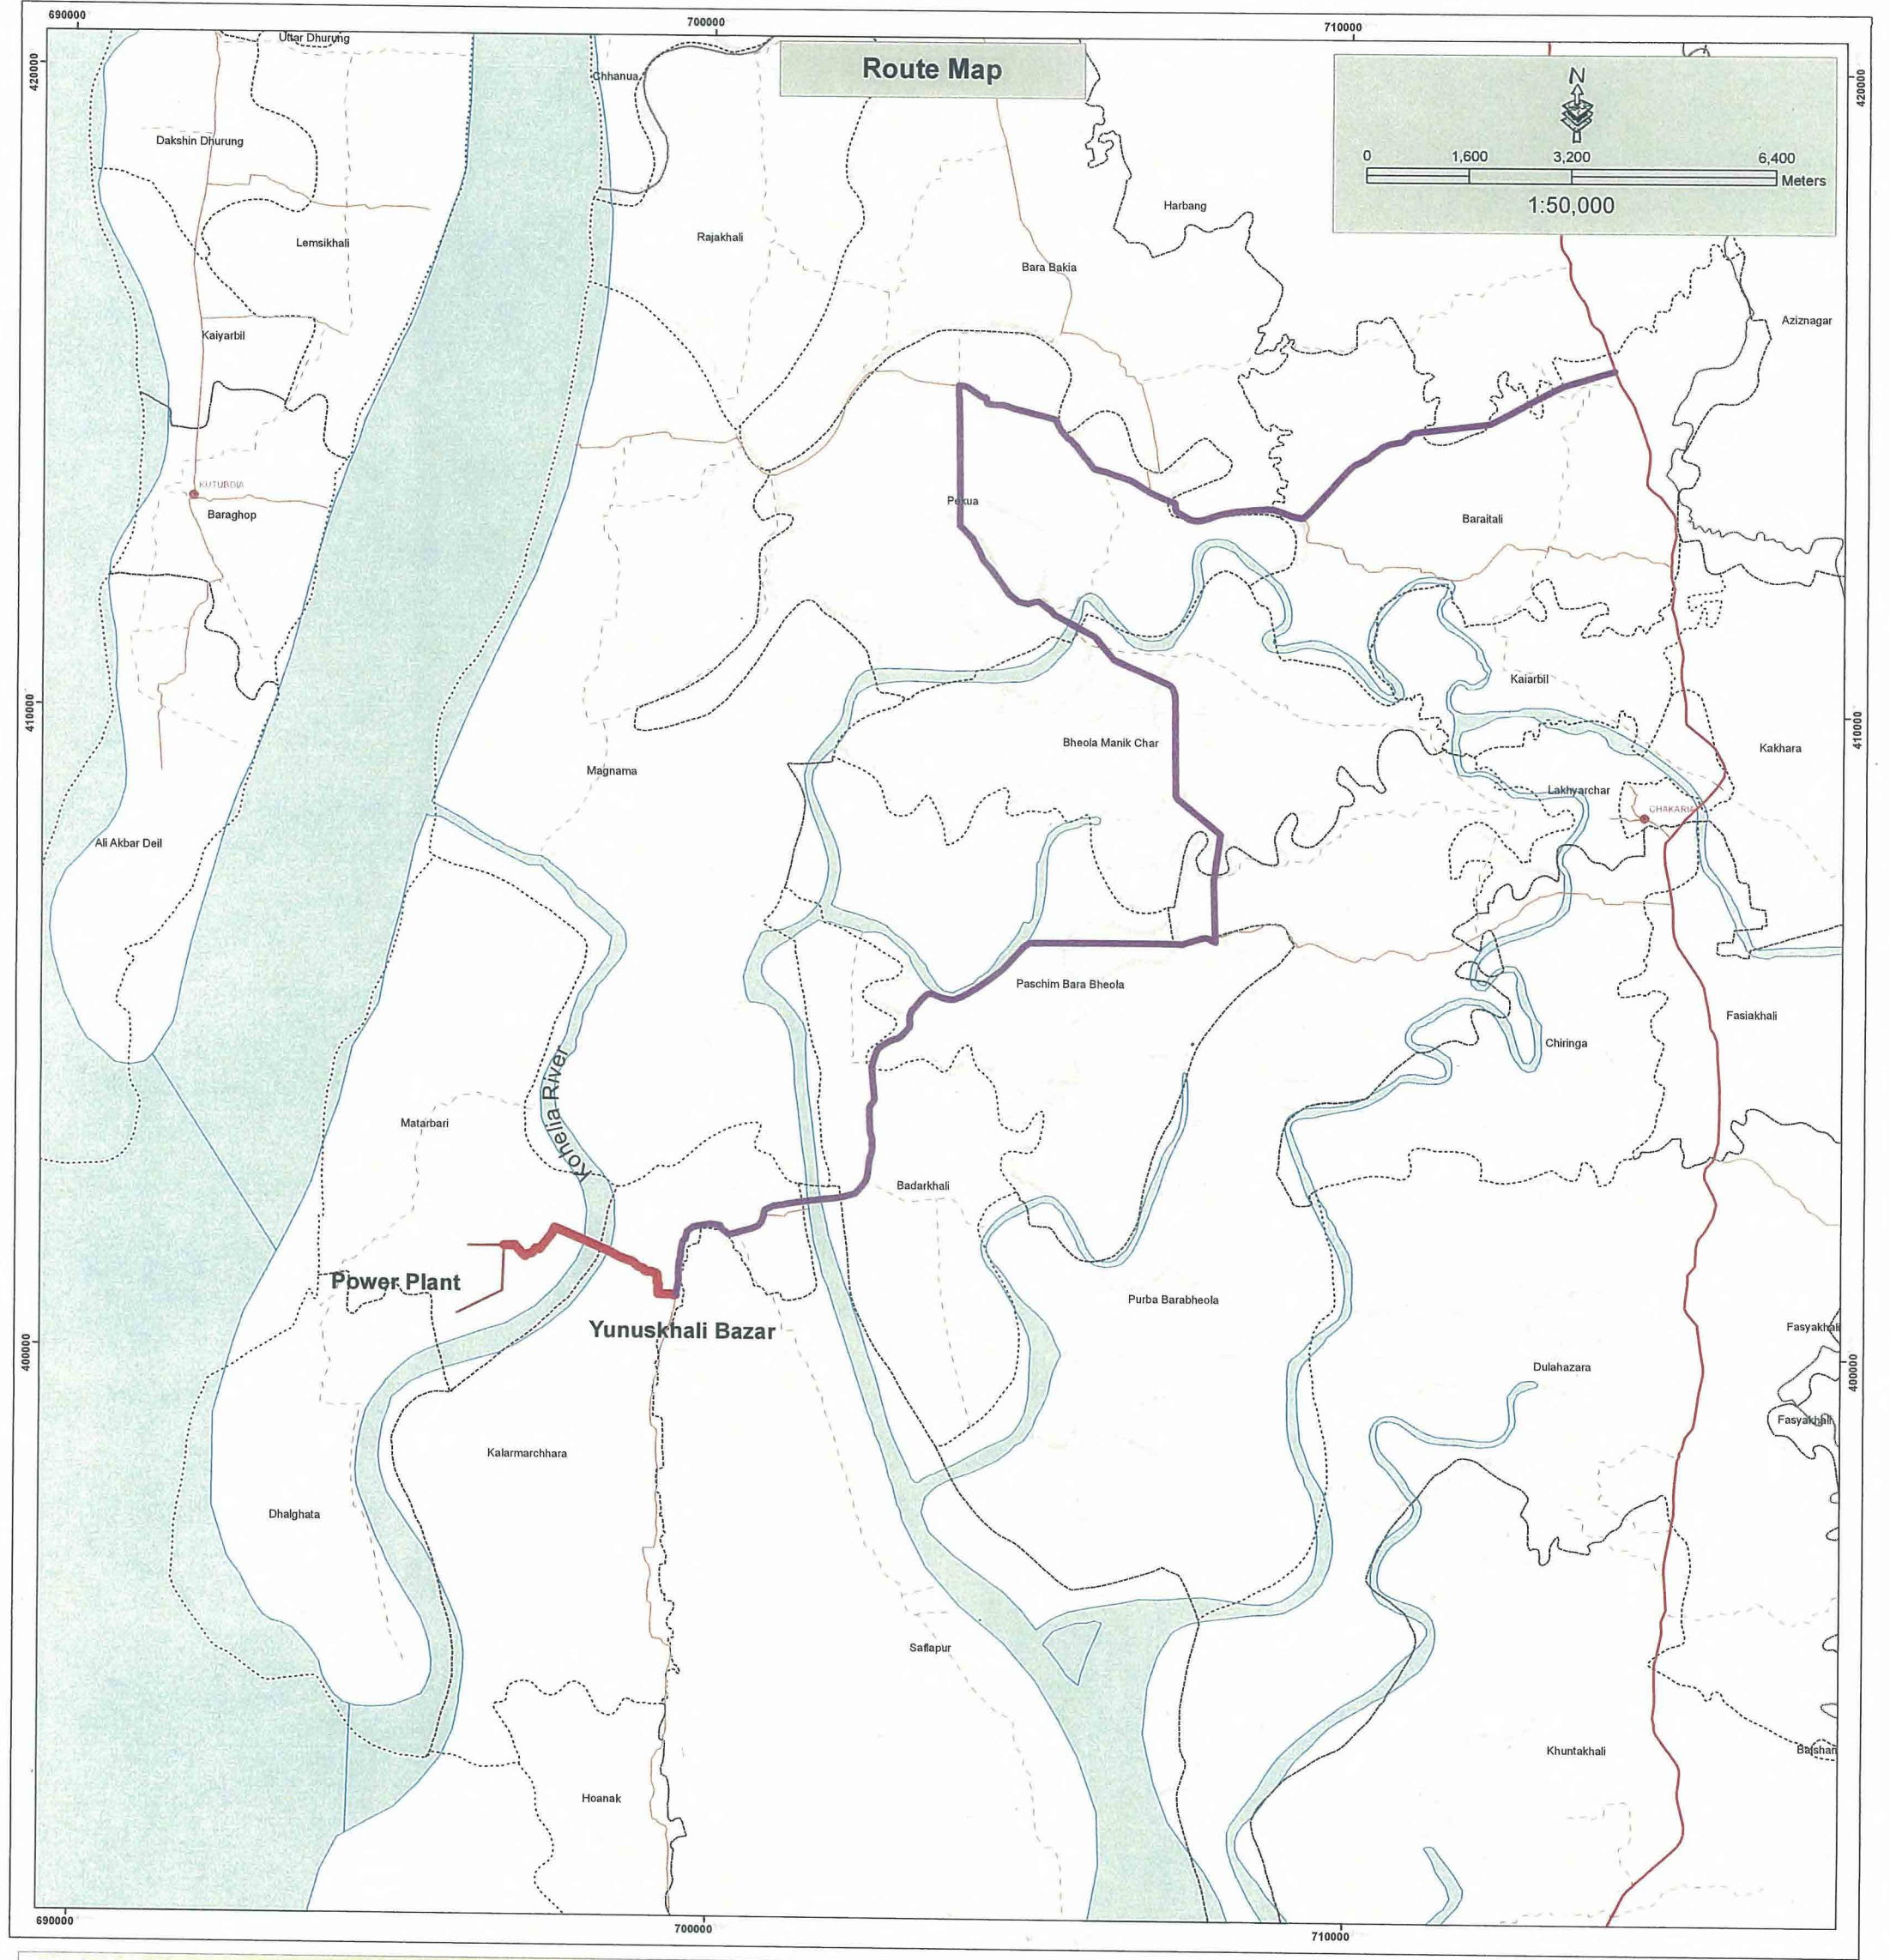 690000
700000
710000
420000
420000
Uttar Dhurung
Chhanua
Route Map
N
0 1,600 3,200 6,400
Meters
1:50,000
Dakshin Dhurung
Harbang
Rajakhali
Lemsikhali
Bara Bakia
Aziznagar
Kaiyarbil
KUTUBDIA
Pekua
Baraghop
Baraitali
Kaiarbil
410000
410000
Bheola Manik Char
Kakhara
Magnama
Lakhyarchar
CHAKARIA
Ali Akbar Deil
Paschim Bara Bheola
Fasiakhali
Chiringa
Kohelia River
Matarbari
Badarkhali
Power Plant
Purba Barabheola
Yunuskhali Bazar
Fasyakhali
400000
400000
Dulahazara
Fasyakhali
Kalarmarchhara
Dhalghata
Saflapur
Khuntakhali
Hoanak
690000
700000
710000